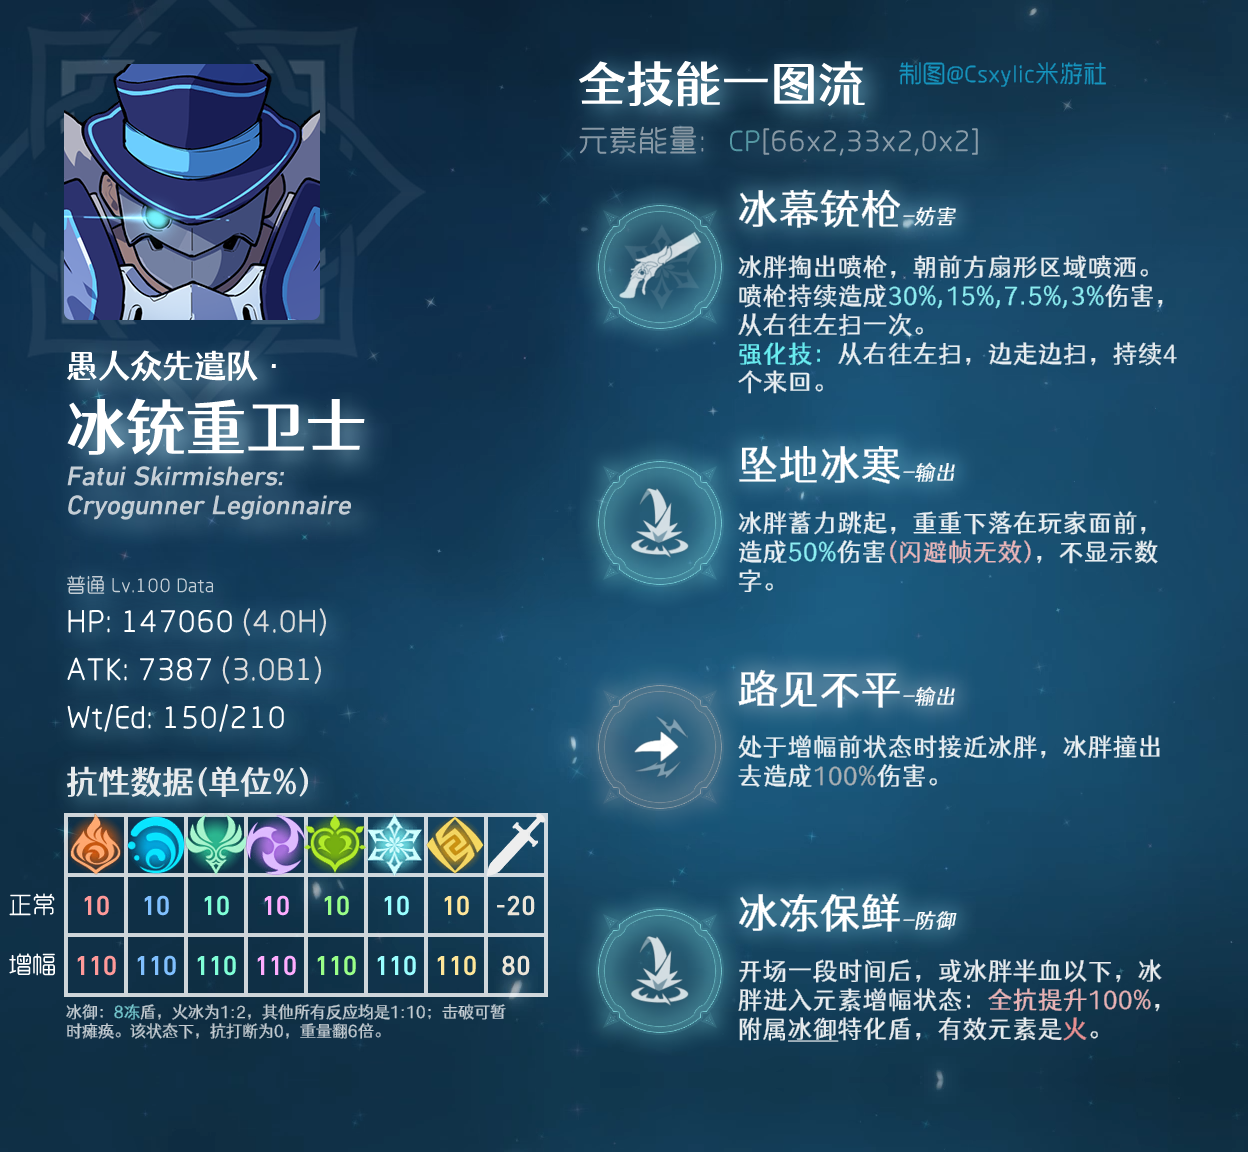 全技能一图流
制图@Csxylic米游社
元素能量： CP[66x2,33x2,0x2]
愚人众先遣队 ·
冰铳重卫士
Fatui Skirmishers:
Cryogunner Legionnaire
普通 Lv.100 Data
HP: 147060 (4.0H)
ATK: 7387 (3.0B1)
Wt/Ed: 150/210
抗性数据(单位%)
正常 10 10 10 10 10 10 10 -20
增幅 110 110 110 110 110 110 110 80
冰御：8冻盾，火冰为1:2，其他所有反应均是1:10；击破可暂
时瘫痪。该状态下，抗打断为0，重量翻6倍。
冰幕铳枪–妨害
冰胖掏出喷枪，朝前方扇形区域喷洒。
喷枪持续造成30%,15%,7.5%,3%伤害，
从右往左扫一次。
强化技：从右往左扫，边走边扫，持续4
个来回。
坠地冰寒–输出
冰胖蓄力跳起，重重下落在玩家面前，
造成50%伤害(闪避帧无效)，不显示数
字。
路见不平–输出
处于增幅前状态时接近冰胖，冰胖撞出
去造成100%伤害。
冰冻保鲜–防御
开场一段时间后，或冰胖半血以下，冰
胖进入元素增幅状态：全抗提升100%，
附属冰御特化盾，有效元素是火。